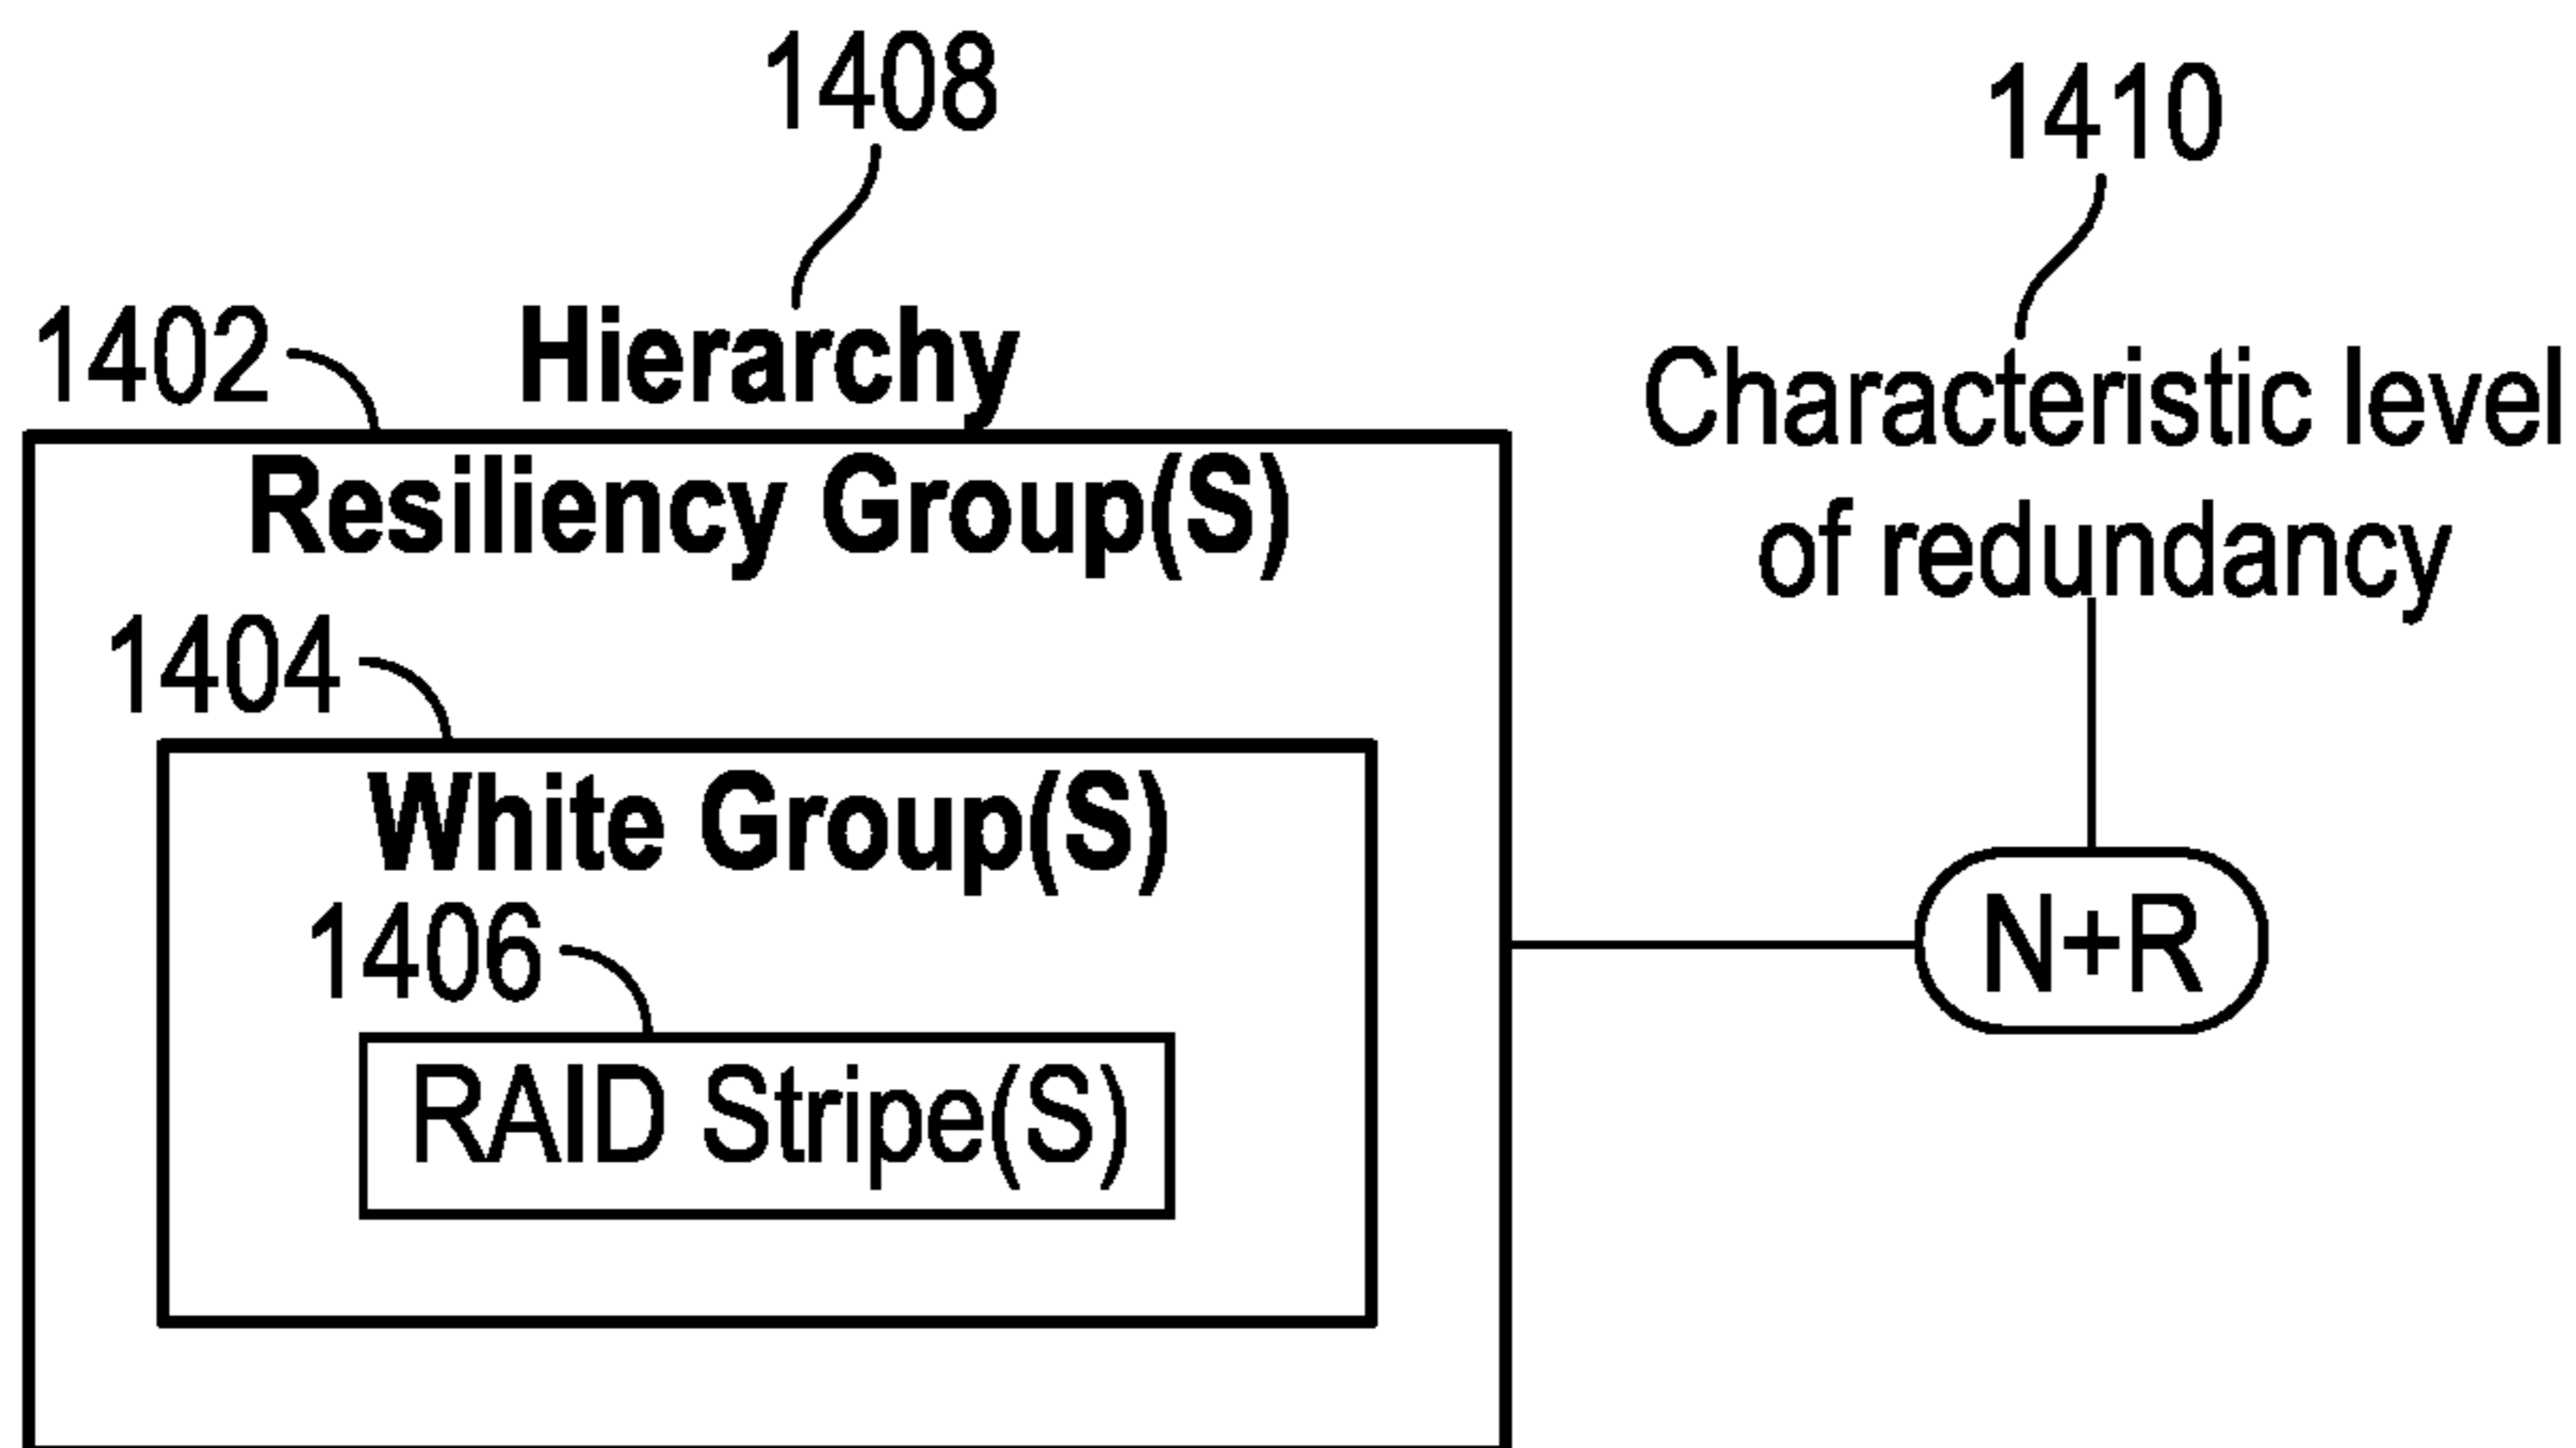 1408
1410
1402
Hierarchy
Characteristic level
of redundancy
Resiliency Group(S)
1404
White Group(S)
N+R
1406
RAID Stripe(S)